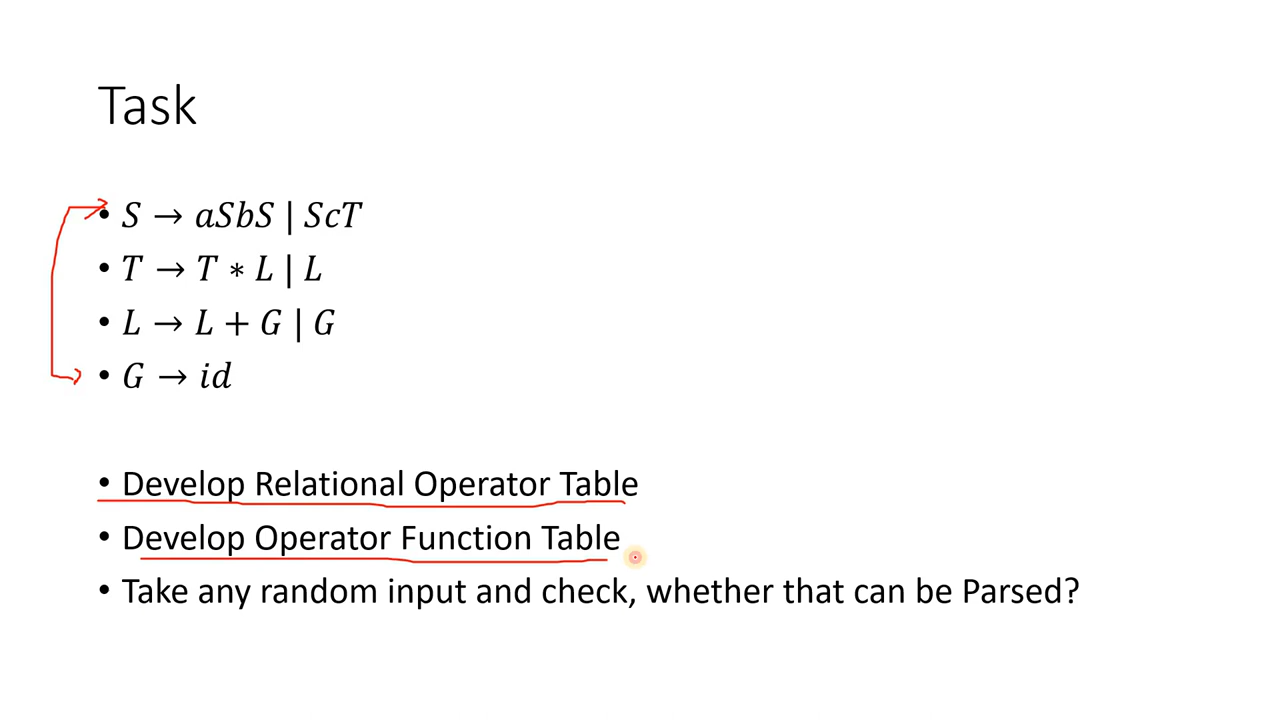 Task
• S → aSbS | ScT
• T → T ∗ L | L
• L → L + G | G
• G → id
• Develop Relational Operator Table
• Develop Operator Function Table
• Take any random input and check, whether that can be Parsed?